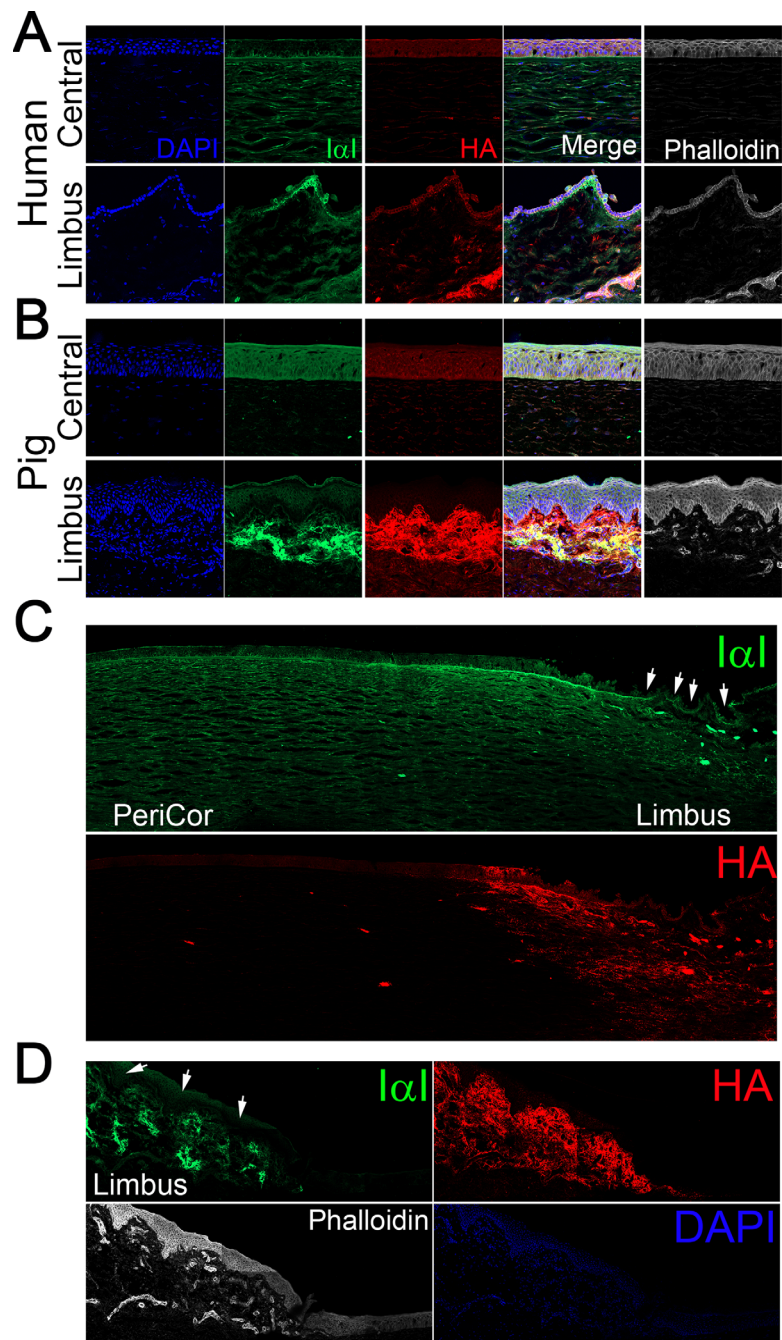 A
Human
Central
DAPI
IαI
HA
Merge
Phalloidin
Limbus
B
Pig
Central
Limbus
C
IαI
PeriCor
Limbus
HA
D
IαI
HA
Limbus
Phalloidin
DAPI